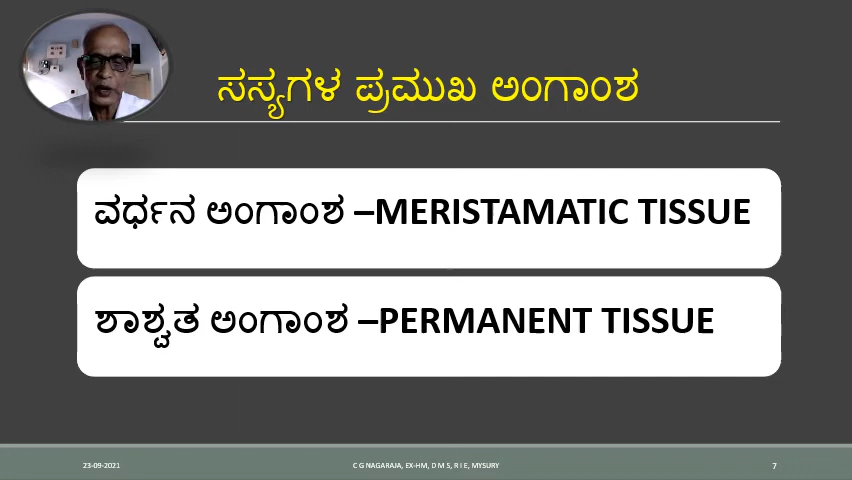 ಸಸ್ಯಗಳ ಪ್ರಮುಖ ಅಂಗಾಂಶ
ವರ್ಧನ ಅಂಗಾಂಶ –MERISTAMATIC TISSUE
ಶಾಶ್ವತ ಅಂಗಾಂಶ –PERMANENT TISSUE
23-09-2021
C G NAGARAJA, EX-HM, D M S, R I E, MYSURY
7